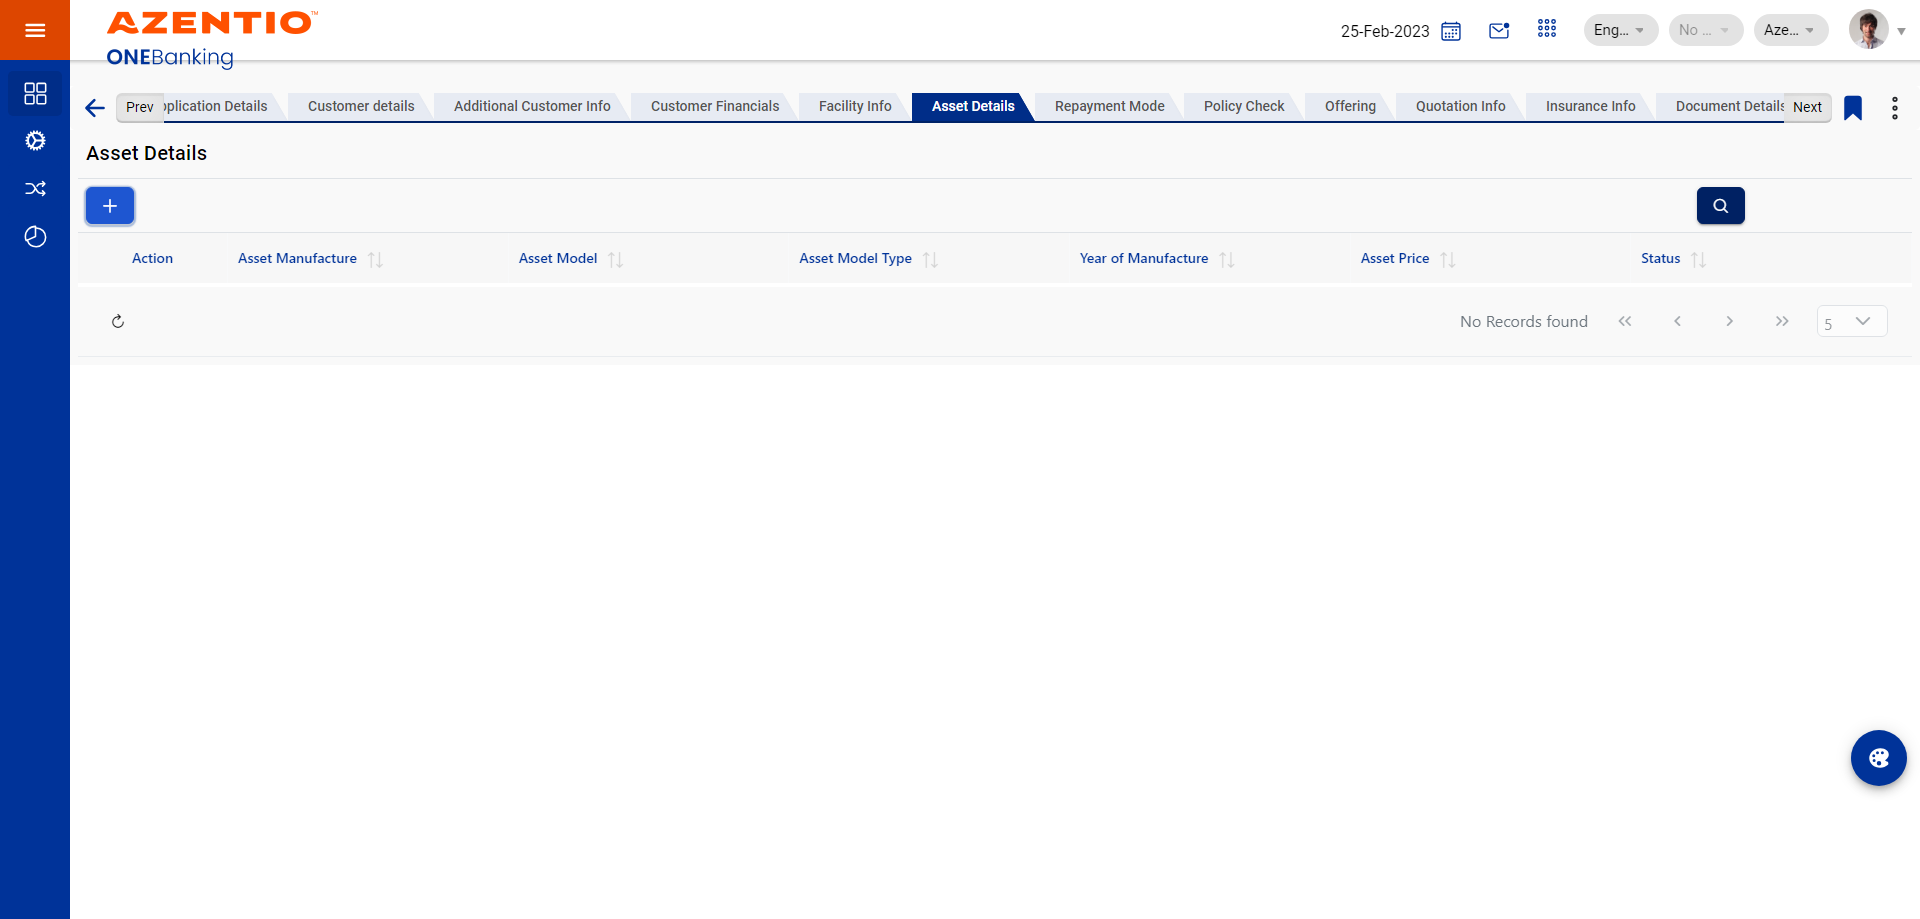 AZENTIO™
ONEBanking
25-Feb-2023
Eng...
No ...
Aze...
Prev
plication Details
Customer details
Additional Customer Info
Customer Financials
Facility Info
Asset Details
Repayment Mode
Policy Check
Offering
Quotation Info
Insurance Info
Document Details
Next
Asset Details
Action
Asset Manufacture
Asset Model
Asset Model Type
Year of Manufacture
Asset Price
Status
No Records found
5